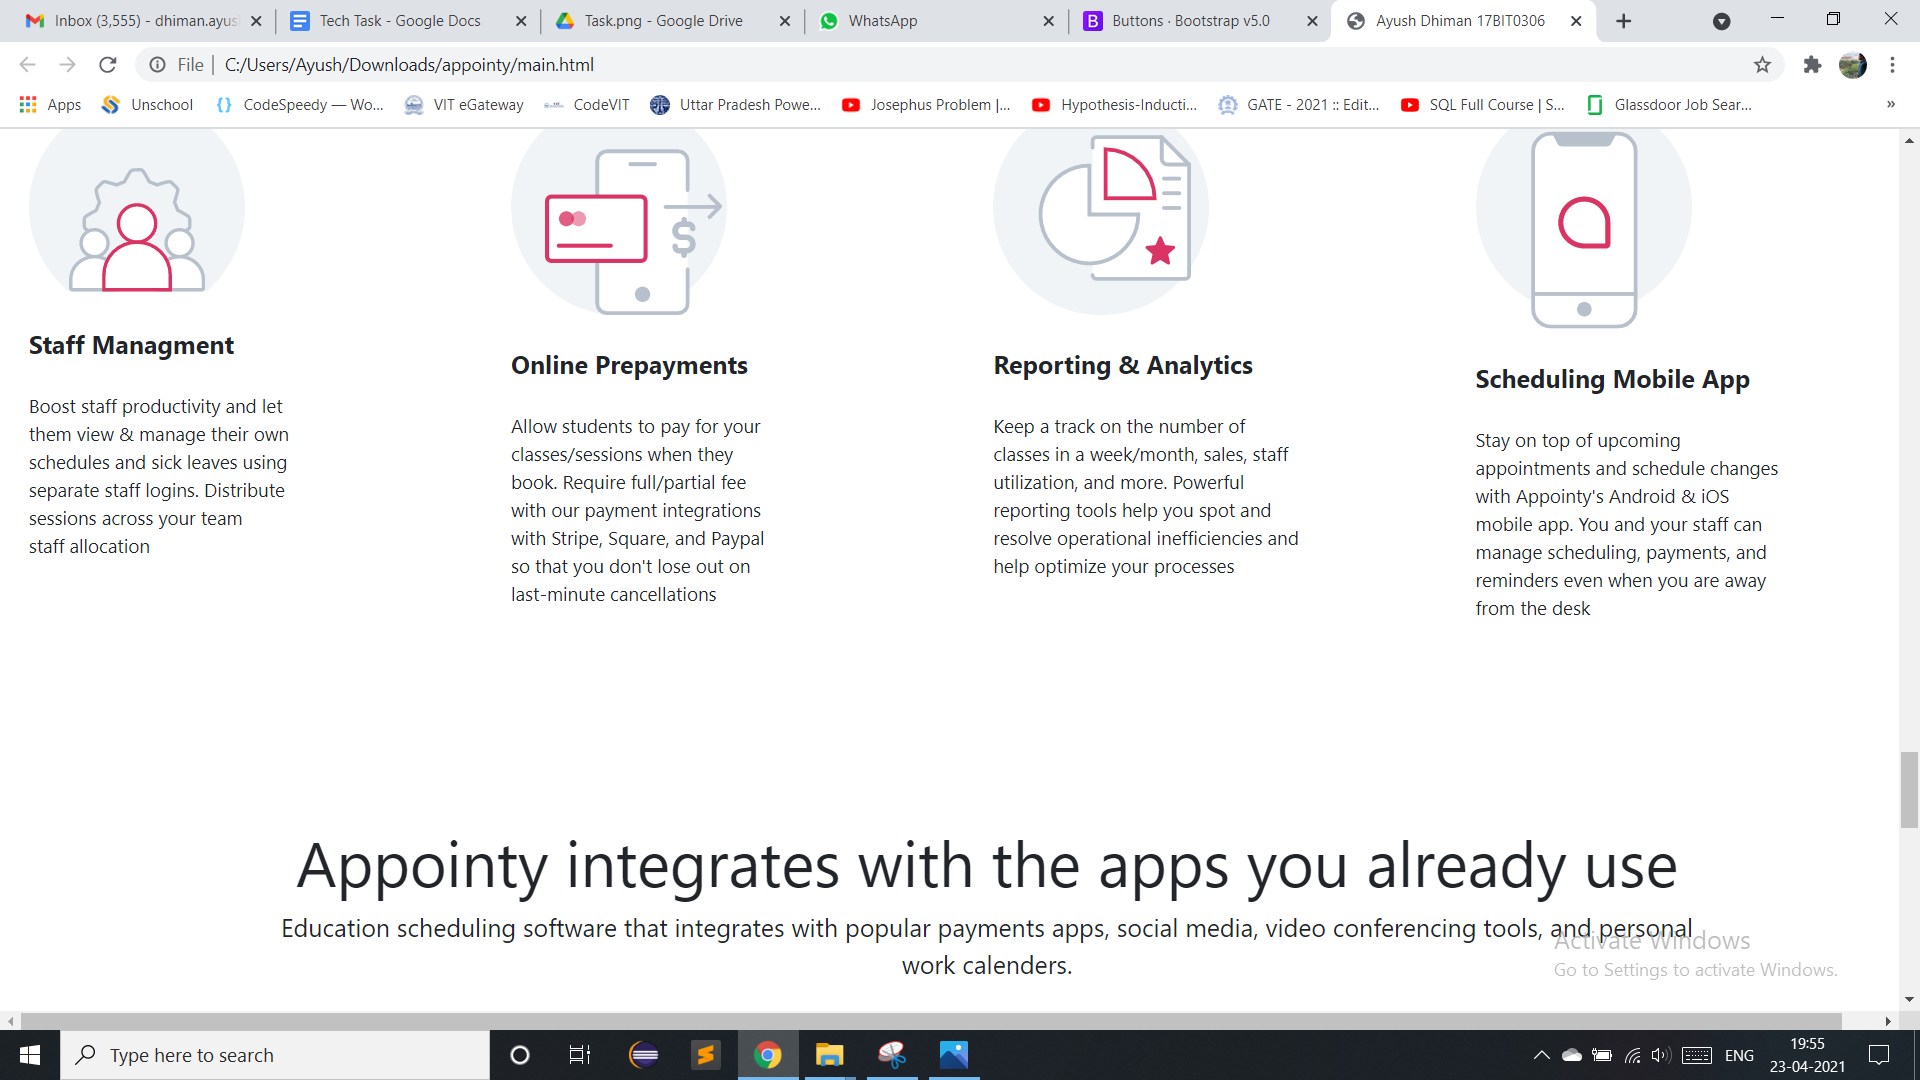 Inbox (3,555) - dhiman.ayus
Tech Task - Google Docs
Task.png - Google Drive
WhatsApp
Buttons · Bootstrap v5.0
Ayush Dhiman 17BIT0306
File
C:/Users/Ayush/Downloads/appointy/main.html
Apps
Unschool
CodeSpeedy — Wo...
VIT eGateway
CodeVIT
Uttar Pradesh Powe...
Josephus Problem |...
Hypothesis-Inducti...
GATE - 2021 :: Edit...
SQL Full Course | S...
Glassdoor Job Sear...
»
Staff Managment
Boost staff productivity and let
them view & manage their own
schedules and sick leaves using
separate staff logins. Distribute
sessions across your team
staff allocation
$
Online Prepayments
Allow students to pay for your
classes/sessions when they
book. Require full/partial fee
with our payment integrations
with Stripe, Square, and Paypal
so that you don't lose out on
last-minute cancellations
Reporting & Analytics
Keep a track on the number of
classes in a week/month, sales, staff
utilization, and more. Powerful
reporting tools help you spot and
resolve operational inefficiencies and
help optimize your processes
Scheduling Mobile App
Stay on top of upcoming
appointments and schedule changes
with Appointy's Android & iOS
mobile app. You and your staff can
manage scheduling, payments, and
reminders even when you are away
from the desk
Appointy integrates with the apps you already use
Education scheduling software that integrates with popular payments apps, social media, video conferencing tools, and personal
work calenders.
Activate Windows
Go to Settings to activate Windows.
Type here to search
ENG
19:55
23-04-2021